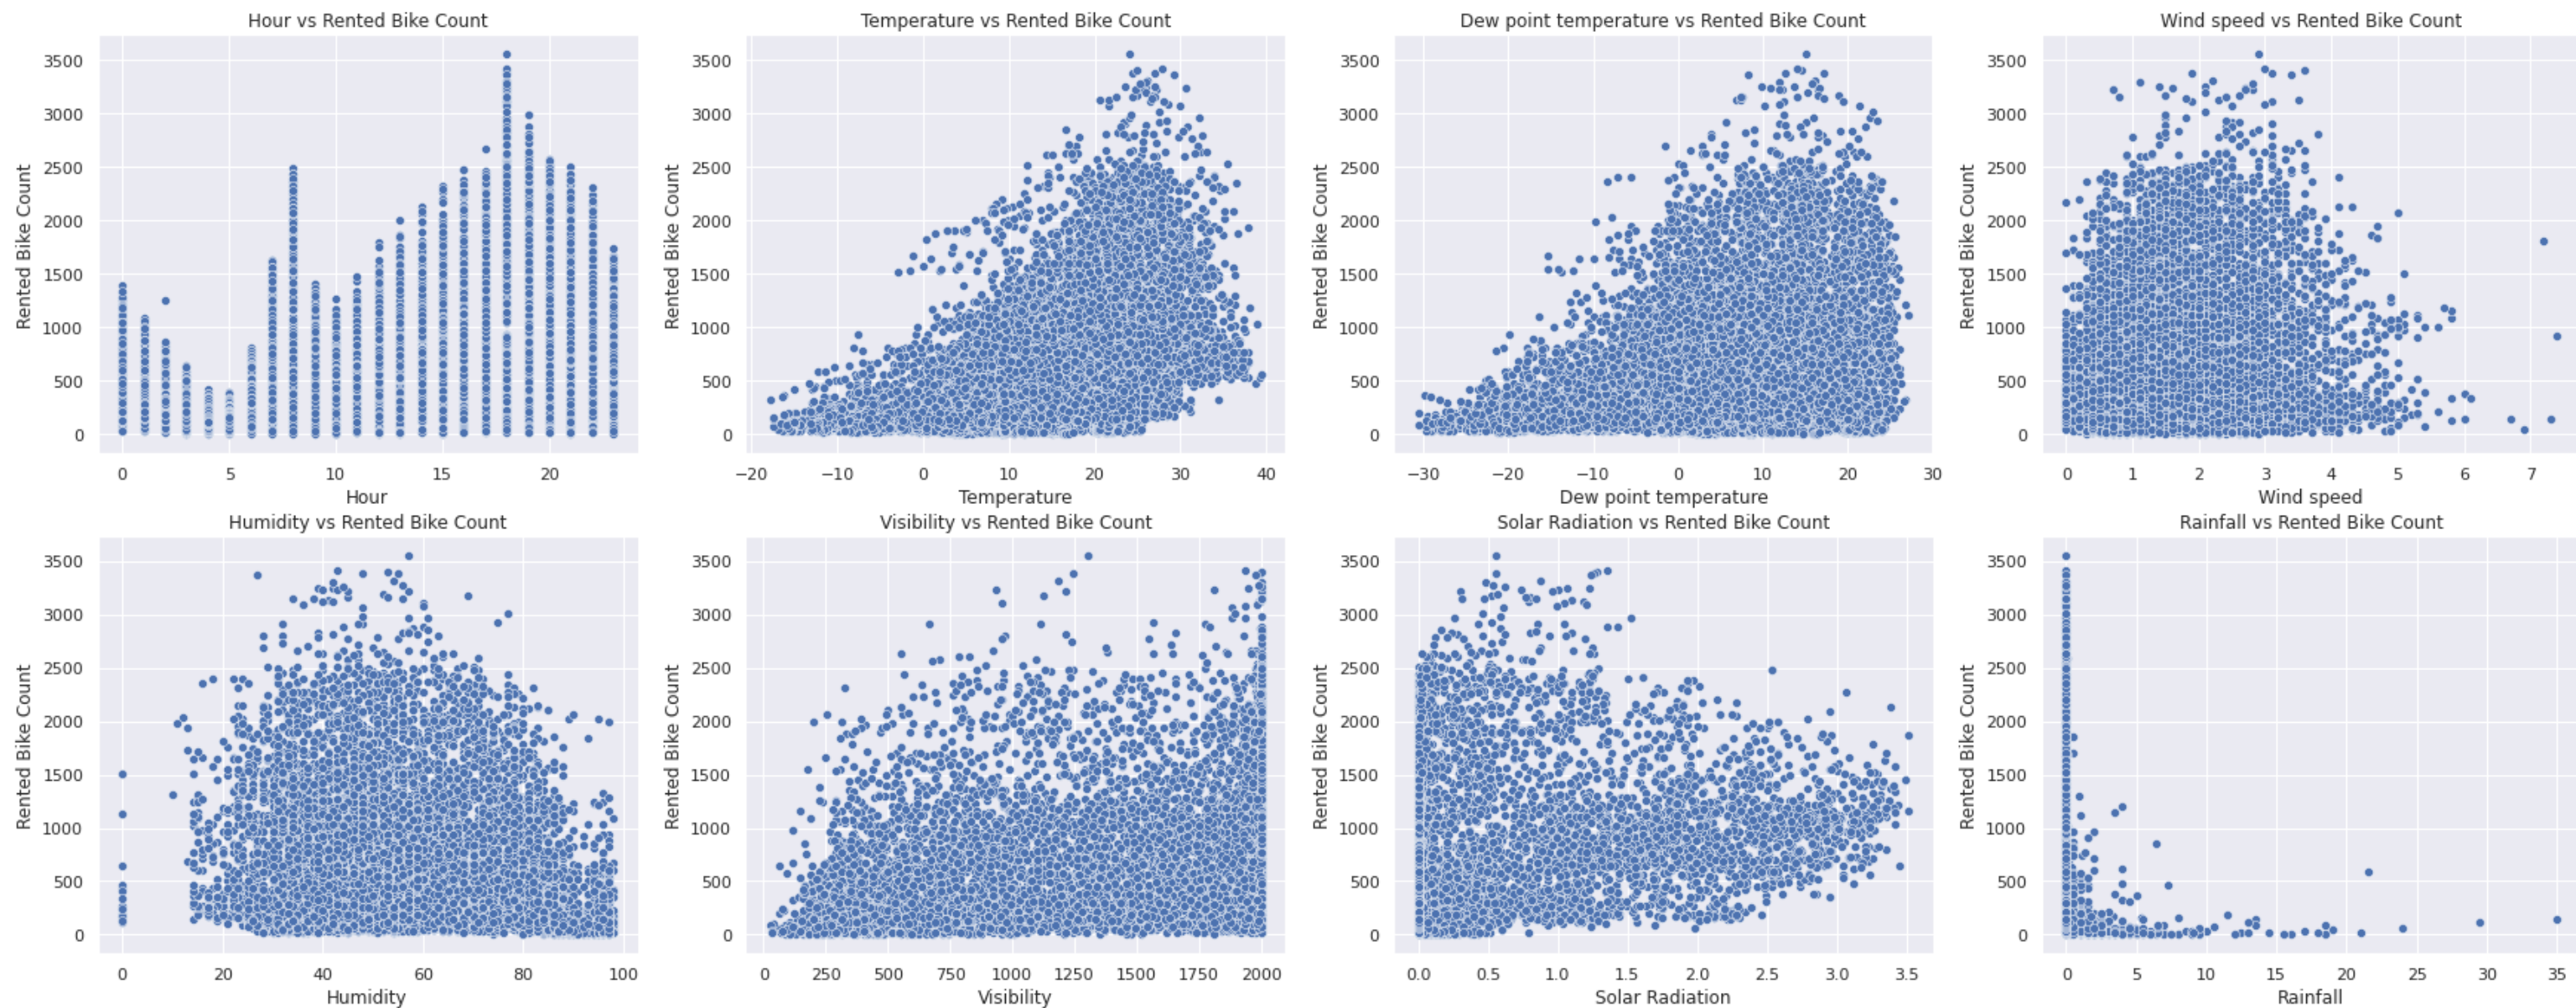 Hour vs Rented Bike Count
Temperature vs Rented Bike Count
Dew point temperature vs Rented Bike Count
Wind speed vs Rented Bike Count
Rented Bike Count
3500
3000
2500
2000
1500
1000
500
0
0 5 10 15 20
Hour
Rented Bike Count
3500
3000
2500
2000
1500
1000
500
0
−20 −10 0 10 20 30 40
Temperature
Rented Bike Count
3500
3000
2500
2000
1500
1000
500
0
−30 −20 −10 0 10 20 30
Dew point temperature
Rented Bike Count
3500
3000
2500
2000
1500
1000
500
0
0 1 2 3 4 5 6 7
Wind speed
Humidity vs Rented Bike Count
Visibility vs Rented Bike Count
Solar Radiation vs Rented Bike Count
Rainfall vs Rented Bike Count
Rented Bike Count
3500
3000
2500
2000
1500
1000
500
0
0 20 40 60 80 100
Humidity
Rented Bike Count
3500
3000
2500
2000
1500
1000
500
0
0 250 500 750 1000 1250 1500 1750 2000
Visibility
Rented Bike Count
3500
3000
2500
2000
1500
1000
500
0
0.0 0.5 1.0 1.5 2.0 2.5 3.0 3.5
Solar Radiation
Rented Bike Count
3500
3000
2500
2000
1500
1000
500
0
0 5 10 15 20 25 30 35
Rainfall